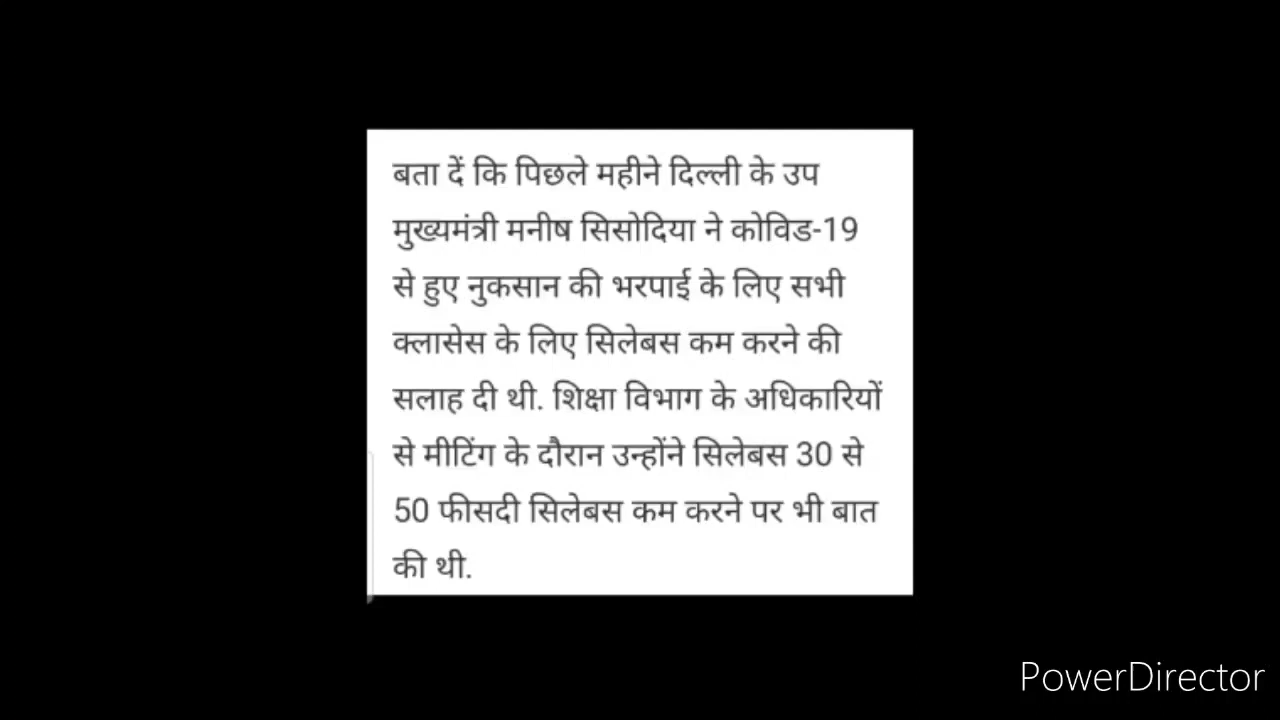 बता दें कि पिछले महीने दिल्ली के उप
मुख्यमंत्री मनीष सिसोदिया ने कोविड-19
से हुए नुकसान की भरपाई के लिए सभी
क्लासेस के लिए सिलेबस कम करने की
सलाह दी थी. शिक्षा विभाग के अधिकारियों
से मीटिंग के दौरान उन्होंने सिलेबस 30 से
50 फीसदी सिलेबस कम करने पर भी बात
की थी.
PowerDirector